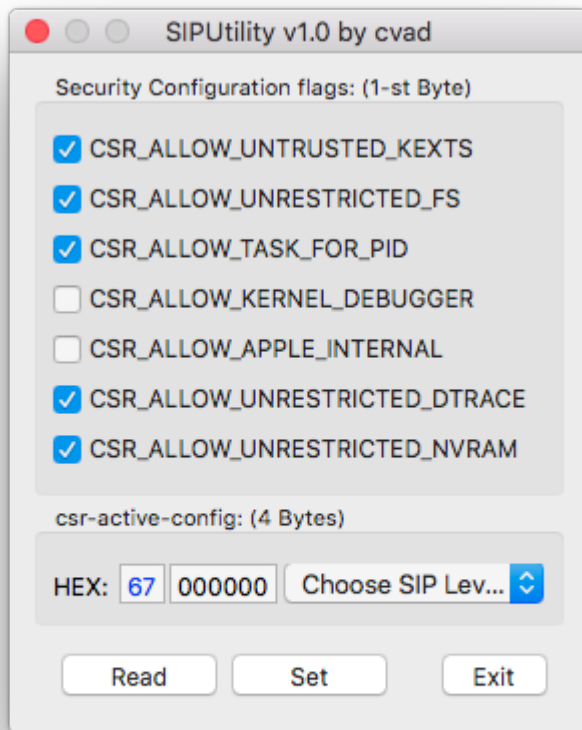 SIPUtility v1.0 by cvad
Security Configuration flags: (1-st Byte)
CSR_ALLOW_UNTRUSTED_KEXTS
CSR_ALLOW_UNRESTRICTED_FS
CSR_ALLOW_TASK_FOR_PID
CSR_ALLOW_KERNEL_DEBUGGER
CSR_ALLOW_APPLE_INTERNAL
CSR_ALLOW_UNRESTRICTED_DTRACE
CSR_ALLOW_UNRESTRICTED_NVRAM
csr-active-config: (4 Bytes)
HEX: 67 000000 Choose SIP Lev...
Read Set Exit